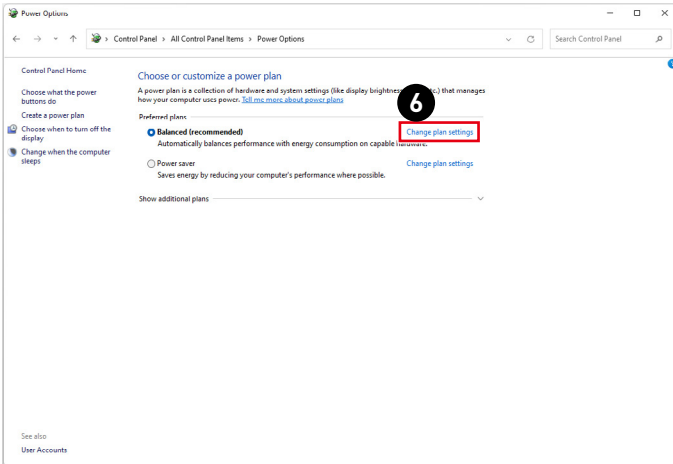 Power Options
Control Panel > All Control Panel Items > Power Options
Search Control Panel
Control Panel Home
Choose what the power
buttons do
Create a power plan
Choose when to turn off the
display
Change when the computer
sleeps
See also
User Accounts
Choose or customize a power plan
A power plan is a collection of hardware and system settings (like display brightness, etc.) that manages
how your computer uses power. Tell me more about power plans
Preferred plans
6
Balanced (recommended)
Change plan settings
Automatically balances performance with energy consumption on capable hardware.
Power saver
Change plan settings
Saves energy by reducing your computer's performance where possible.
Show additional plans